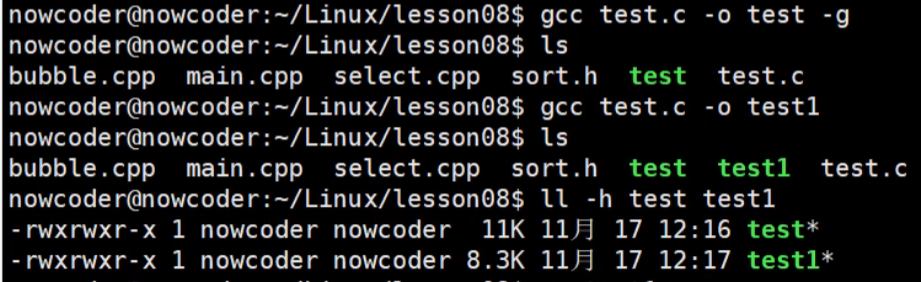 nowcoder@nowcoder:~/Linux/lesson08$ gcc test.c -o test -g
nowcoder@nowcoder:~/Linux/lesson08$ ls
bubble.cpp  main.cpp  select.cpp  sort.h  test  test.c
nowcoder@nowcoder:~/Linux/lesson08$ gcc test.c -o test1
nowcoder@nowcoder:~/Linux/lesson08$ ls
bubble.cpp  main.cpp  select.cpp  sort.h  test  test1  test.c
nowcoder@nowcoder:~/Linux/lesson08$ ll -h test test1
-rwxrwxr-x 1 nowcoder nowcoder  11K 11月 17 12:16 test*
-rwxrwxr-x 1 nowcoder nowcoder 8.3K 11月 17 12:17 test1*